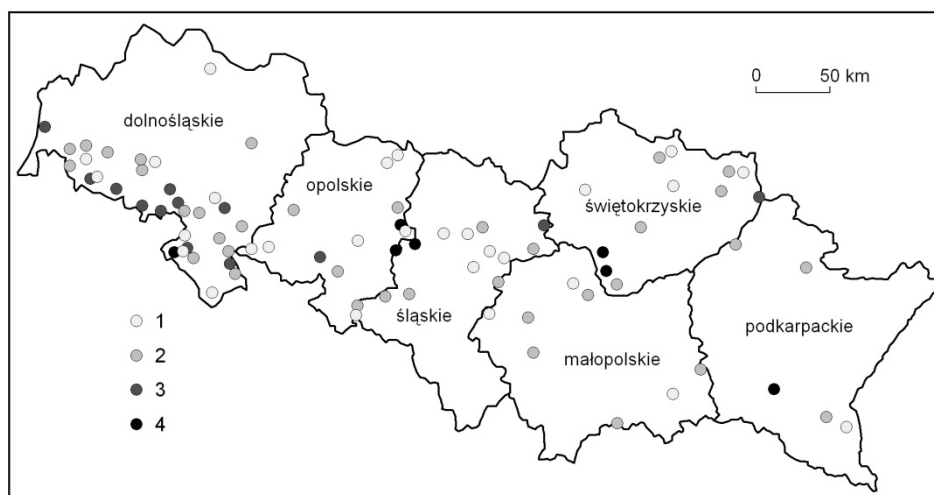 0 50 km
dolnośląskie
opolskie
świętokrzyskie
śląskie
podkarpackie
małopolskie
1
2
3
4